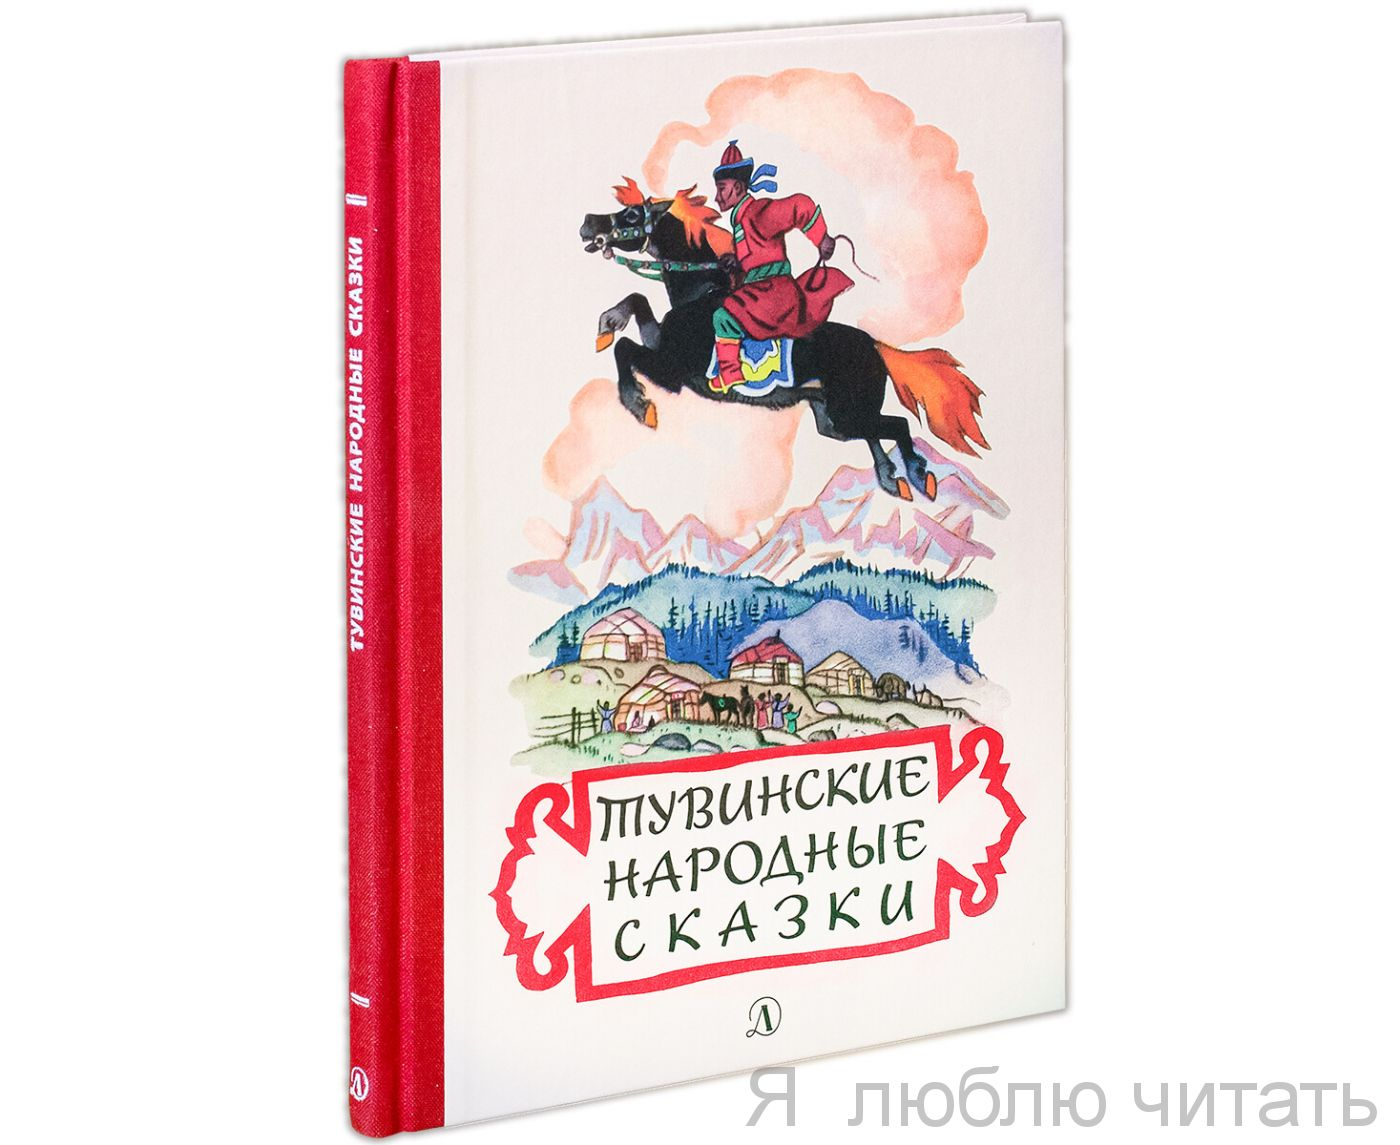 ТУВИНСКИЕ НАРОДНЫЕ СКАЗКИ
ТУВИНСКИЕ
НАРОДНЫЕ
СКАЗКИ
Я люблю читать